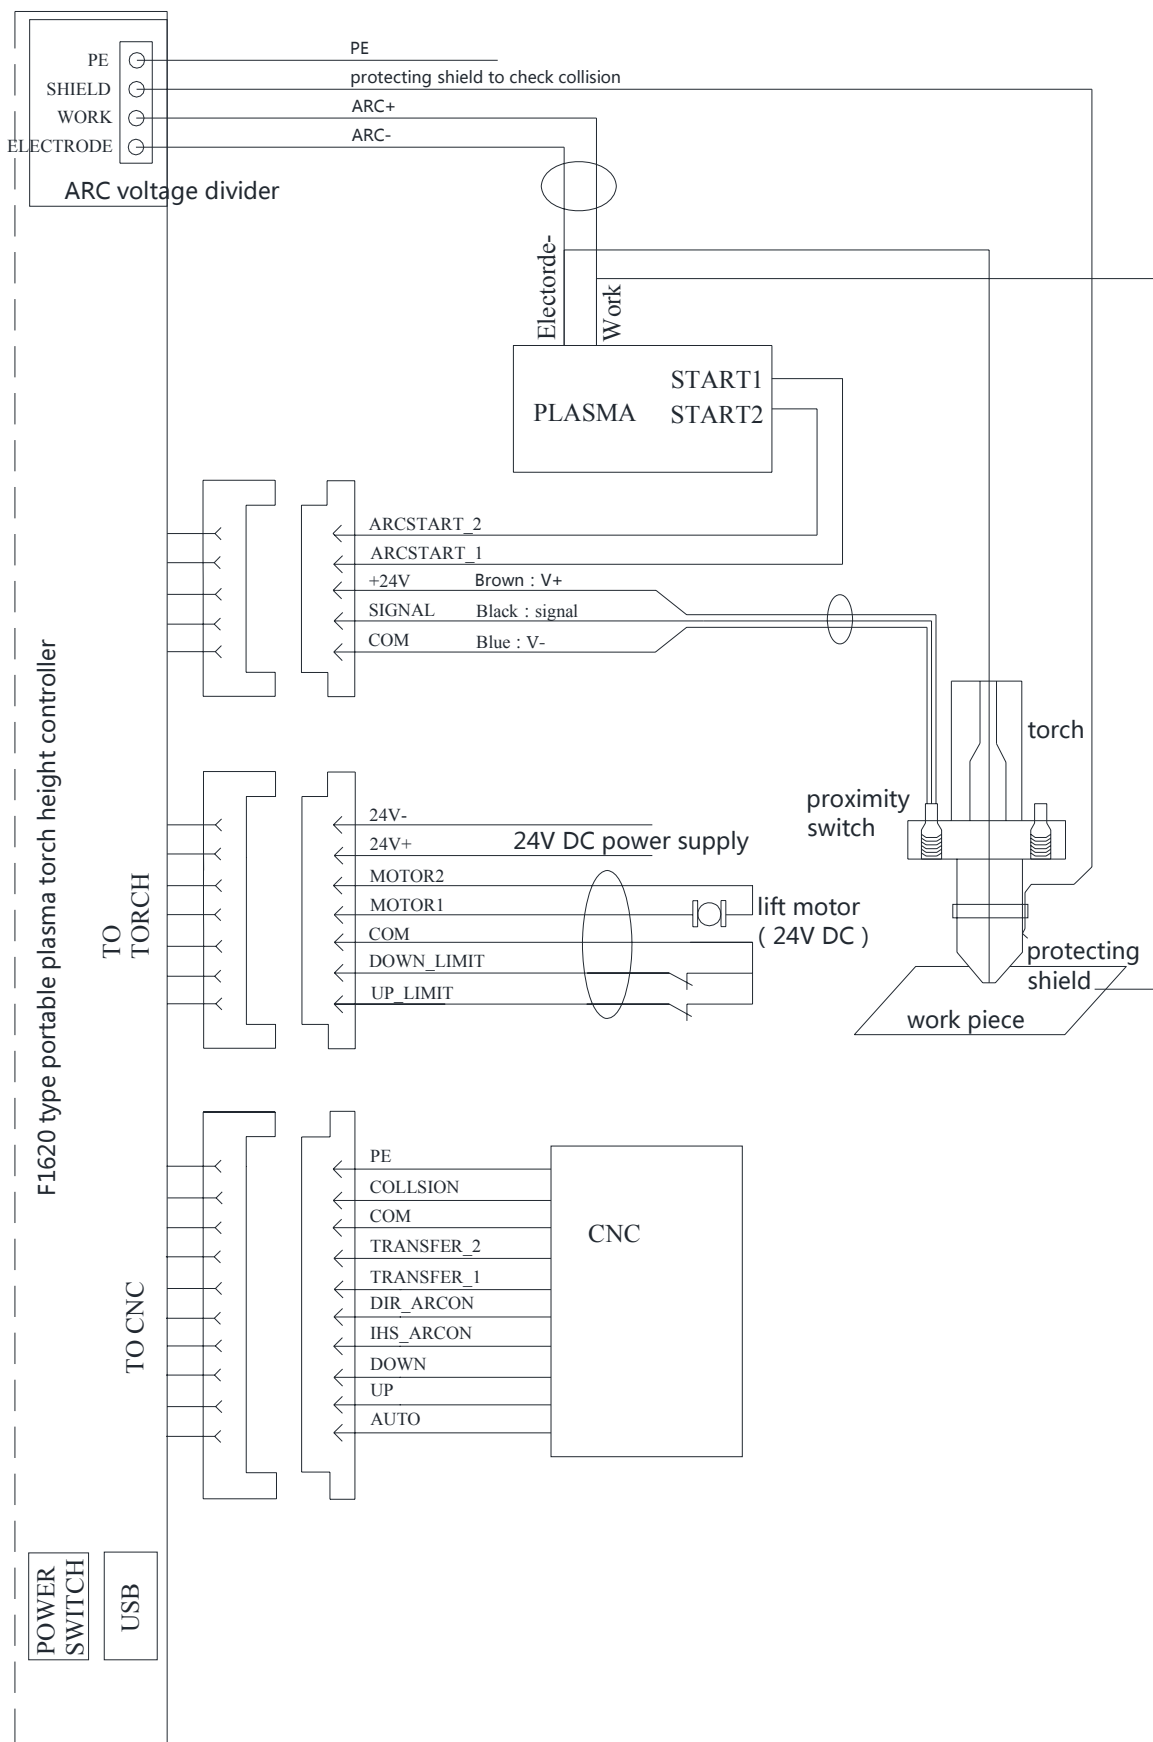 PE
PE
SHIELD
protecting shield to check collision
WORK
ARC+
ELECTRODE
ARC-
ARC voltage divider
Electorde-
Work
START1
PLASMA
START2
ARCSTART_2
ARCSTART_1
+24V
Brown : V+
SIGNAL
Black : signal
COM
Blue : V-
F1620 type portable plasma torch height controller
torch
proximity
switch
24V-
24V+
24V DC power supply
TO
TORCH
MOTOR2
MOTOR1
lift motor
( 24V DC )
COM
DOWN_LIMIT
UP_LIMIT
protecting
shield
work piece
TO CNC
PE
COLLSION
COM
TRANSFER_2
TRANSFER_1
DIR_ARCON
IHS_ARCON
DOWN
UP
AUTO
CNC
POWER
SWITCH
USB